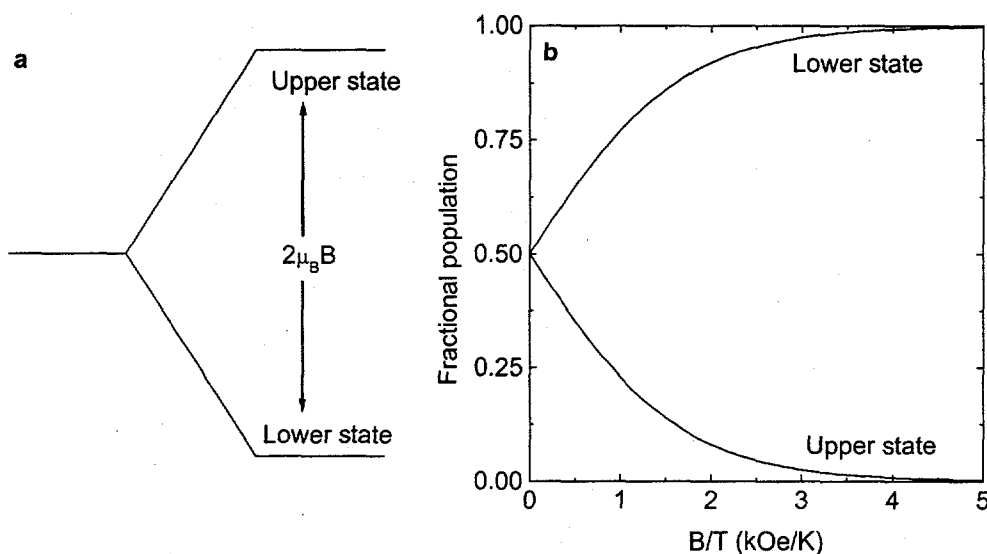 a
Upper state
2μ_BB
Lower state
b
1.00
0.75
0.50
0.25
0.00
Fractional population
Lower state
Upper state
0 1 2 3 4 5
B/T (kOe/K)